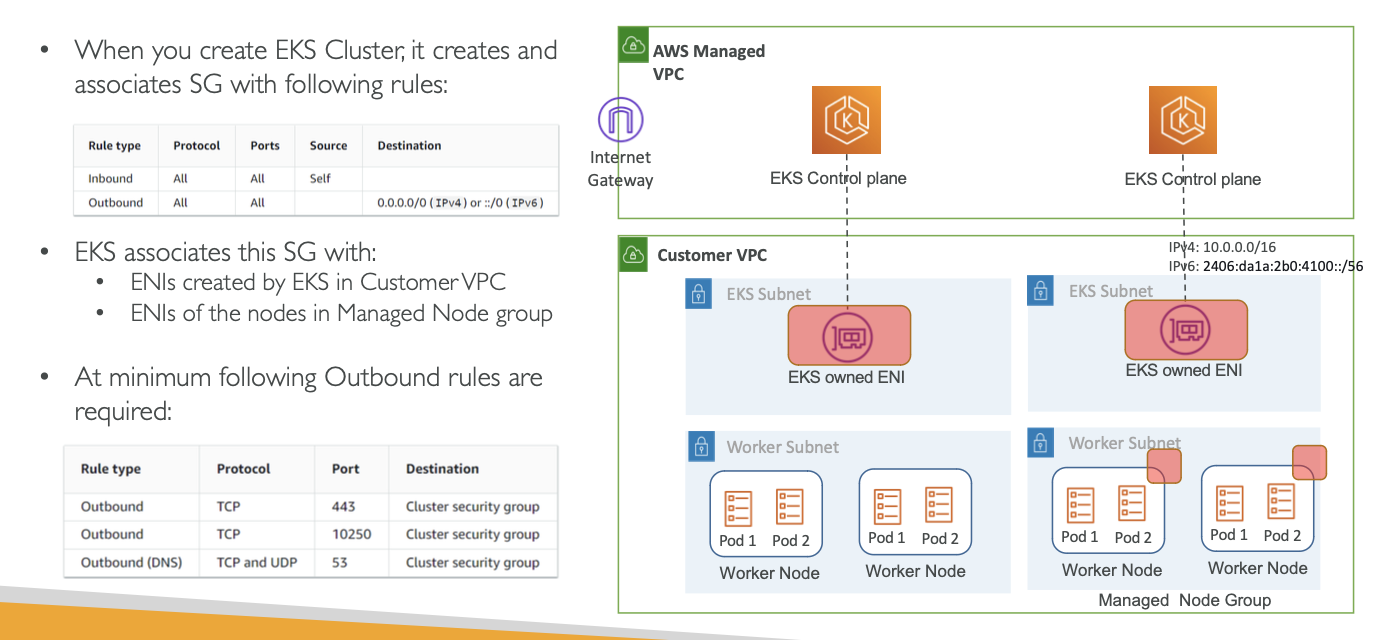 • When you create EKS Cluster, it creates and
associates SG with following rules:
Rule type Protocol Ports Source Destination
Inbound All All Self
Outbound All All 0.0.0.0/0 (IPv4) or ::/0 (IPv6)
• EKS associates this SG with:
• ENIs created by EKS in Customer VPC
• ENIs of the nodes in Managed Node group
• At minimum following Outbound rules are
required:
Rule type Protocol Port Destination
Outbound TCP 443 Cluster security group
Outbound TCP 10250 Cluster security group
Outbound (DNS) TCP and UDP 53 Cluster security group
AWS Managed
VPC
Internet
Gateway
K
EKS Control plane
K
EKS Control plane
Customer VPC
IPv4: 10.0.0.0/16
IPv6: 2406:da1a:2b0:4100::/56
EKS Subnet
EKS owned ENI
EKS Subnet
EKS owned ENI
Worker Subnet
Pod 1 Pod 2
Worker Node
Pod 1 Pod 2
Worker Node
Worker Subnet
Pod 1 Pod 2
Worker Node
Pod 1 Pod 2
Worker Node
Managed Node Group